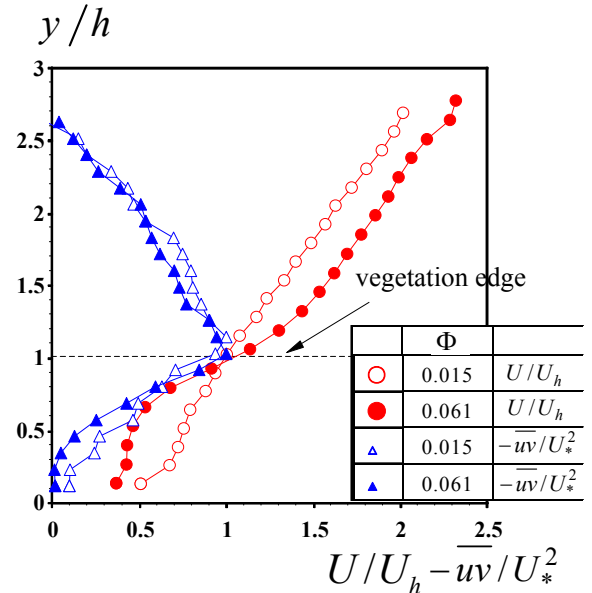 y/h
3
2.5
2
1.5
1
0.5
0
0 0.5 1 1.5 2 2.5
vegetation edge
Φ
0.015 U/U_h
0.061 U/U_h
0.015 −\overline{uv}/U_*^2
0.061 −\overline{uv}/U_*^2
U/U_h −\overline{uv}/U_*^2